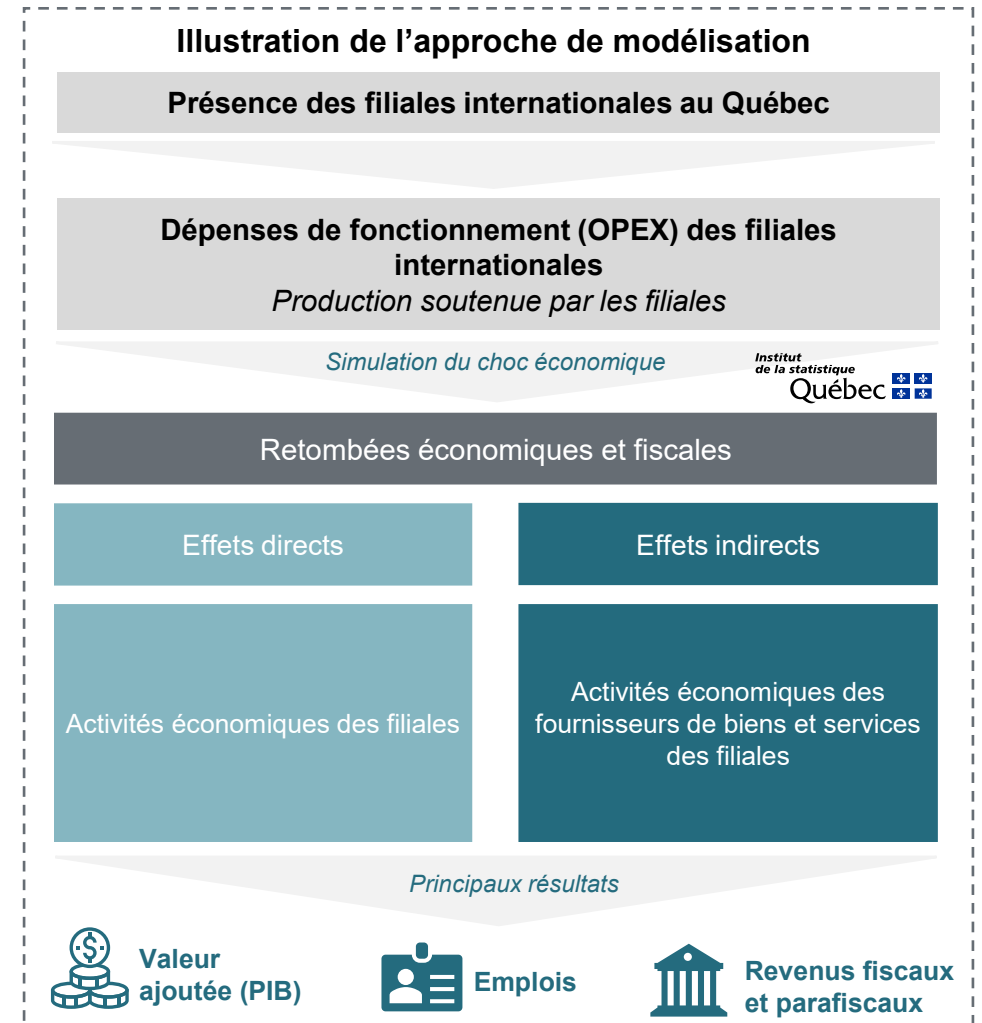 Illustration de l’approche de modélisation
Présence des filiales internationales au Québec
Dépenses de fonctionnement (OPEX) des filiales
internationales
Production soutenue par les filiales
Simulation du choc économique
Institut
de la statistique
Québec
Retombées économiques et fiscales
Effets directs
Effets indirects
Activités économiques des filiales
Activités économiques des
fournisseurs de biens et services
des filiales
Principaux résultats
$
Valeur
ajoutée (PIB)
Emplois
Revenus fiscaux
et parafiscaux